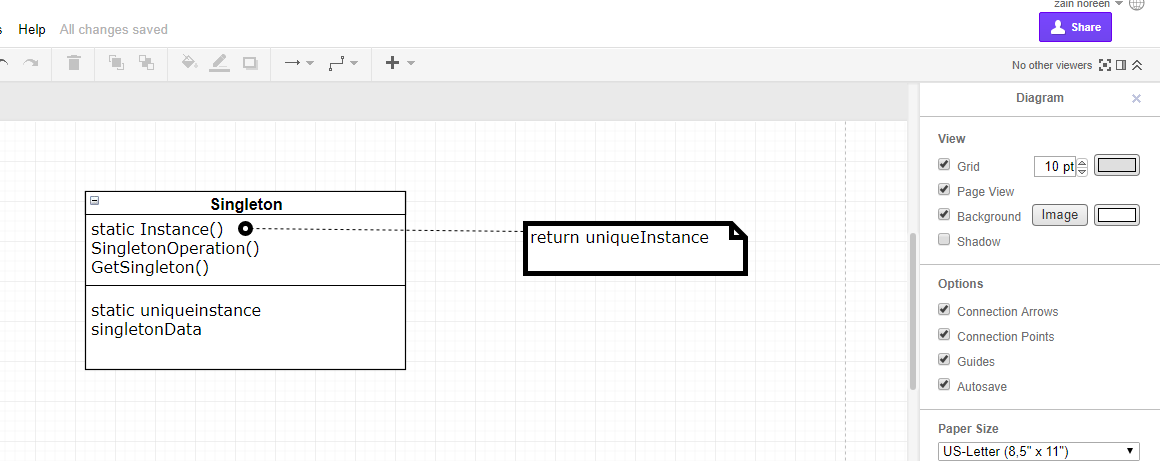 zain noreen
Help All changes saved
Share
No other viewers
Diagram
View
Grid 10 pt
Page View
Background Image
Shadow
Options
Connection Arrows
Connection Points
Guides
Autosave
Paper Size
US-Letter (8,5" x 11")
Singleton
static Instance()
SingletonOperation()
GetSingleton()
static uniqueinstance
singletonData
return uniqueInstance